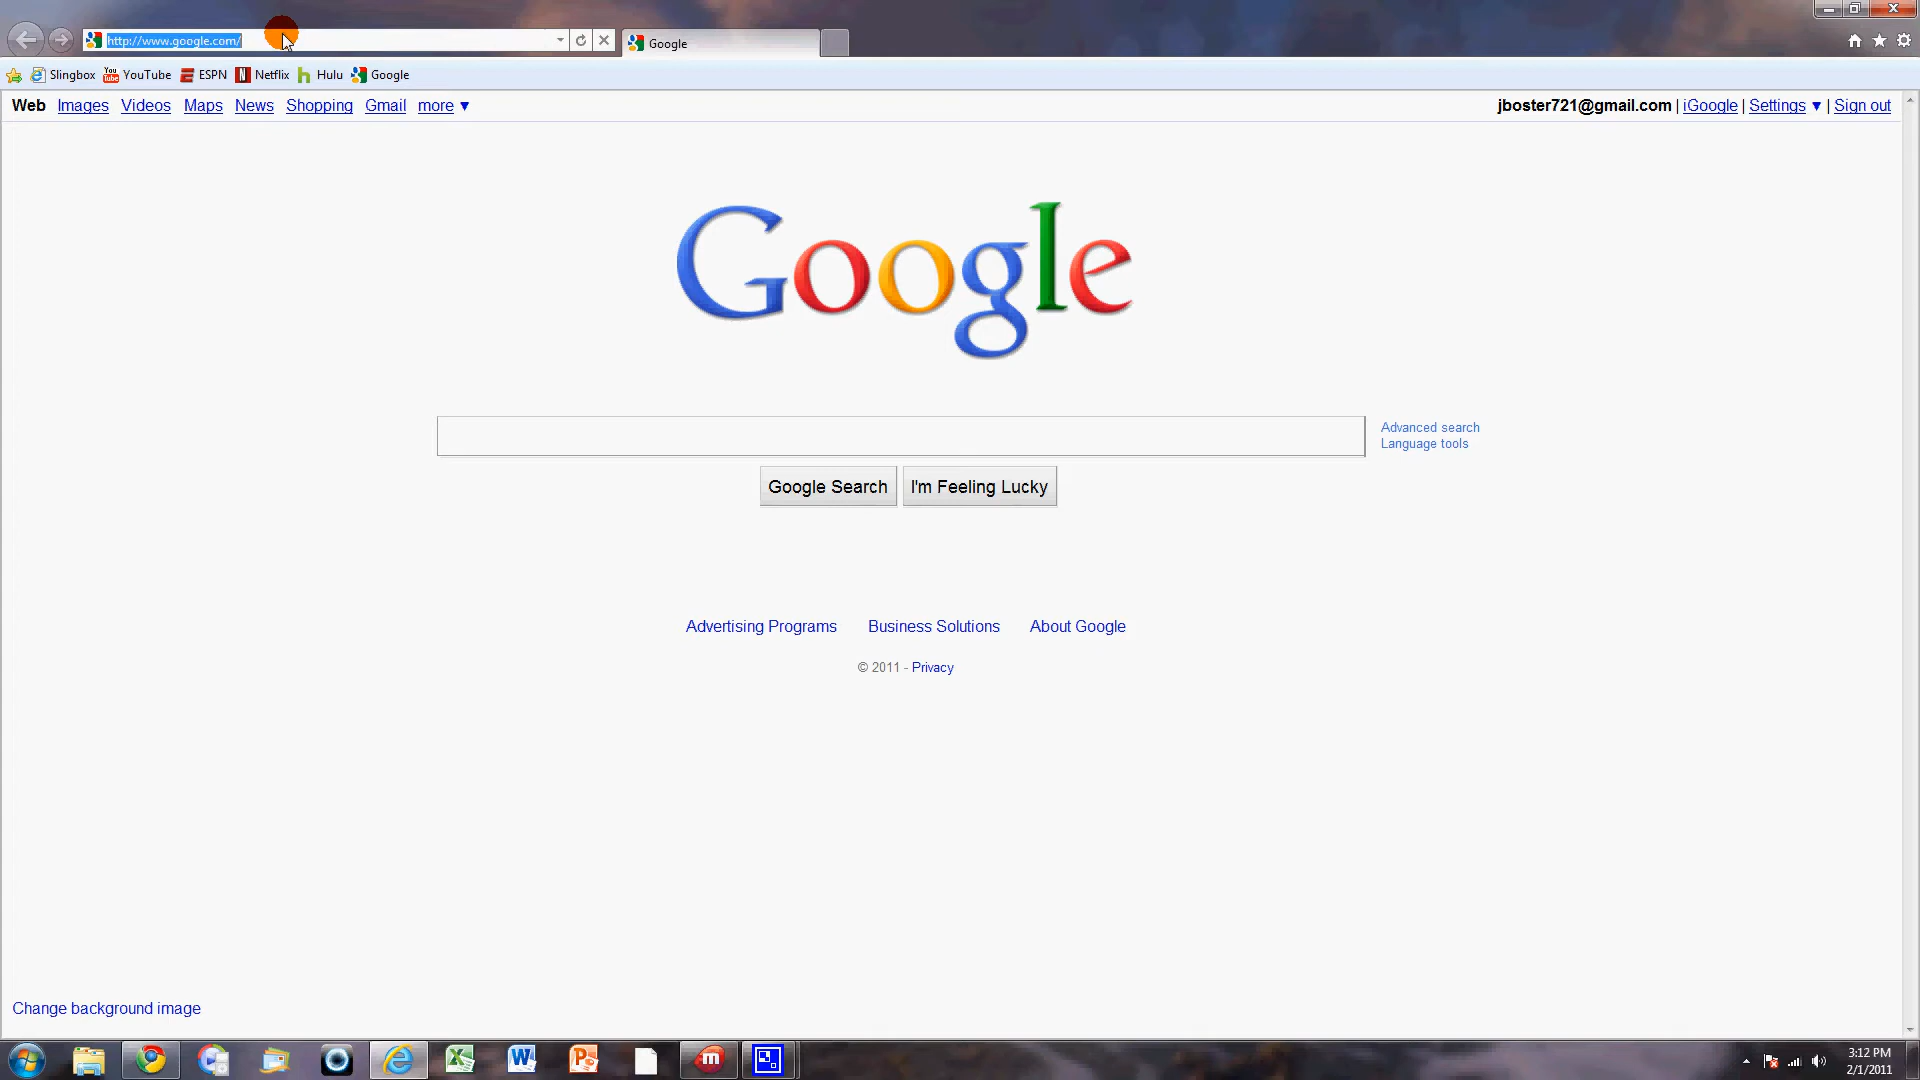 http://www.google.com/
Google
Slingbox YouTube ESPN Netflix Hulu Google
Web Images Videos Maps News Shopping Gmail more ▼
jboster721@gmail.com | iGoogle | Settings ▼ | Sign out
Google
Advanced search
Language tools
Google Search I'm Feeling Lucky
Advertising Programs Business Solutions About Google
© 2011 - Privacy
Change background image
3:12 PM
2/1/2011